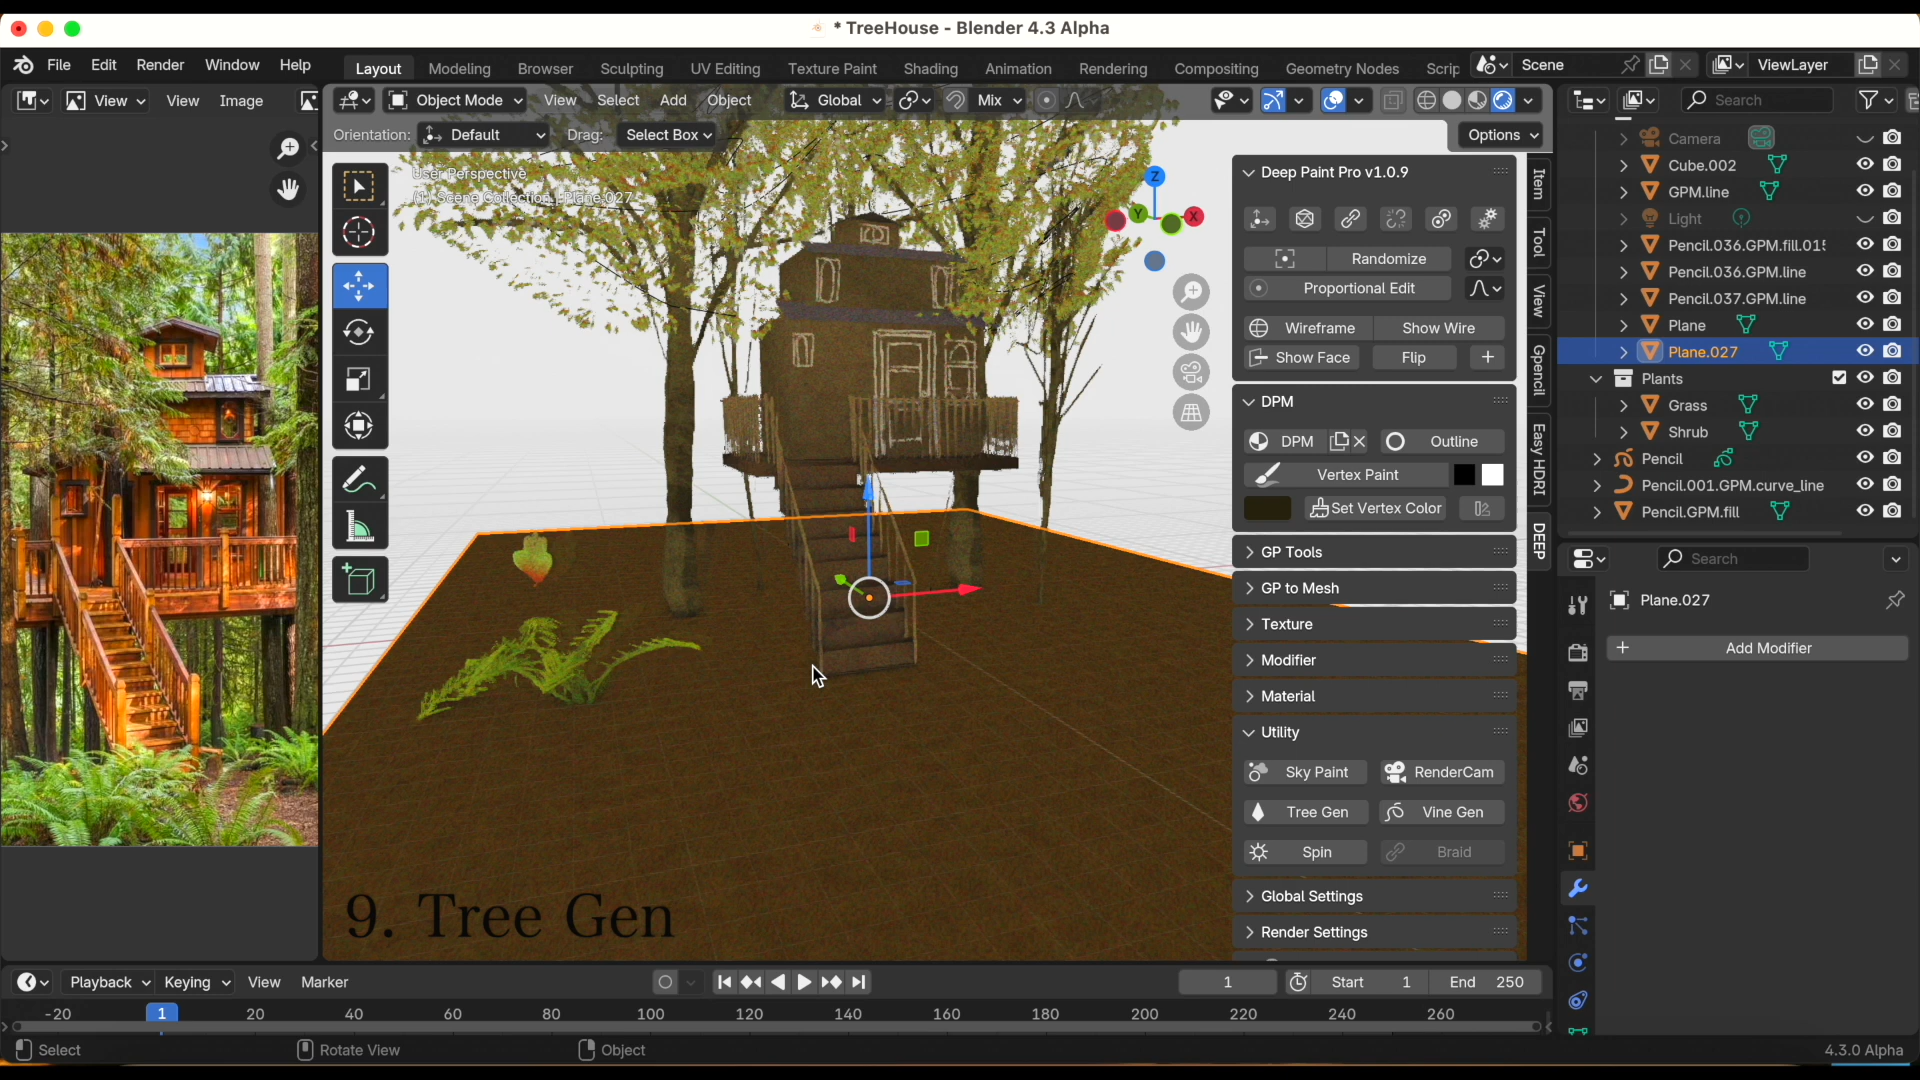 * TreeHouse - Blender 4.3 Alpha
File Edit Render Window Help
Layout Modeling Browser Sculpting UV Editing Texture Paint Shading Animation Rendering Compositing Geometry Nodes Scrip
Scene ViewLayer
View View Image
Object Mode View Select Add Object Global Mix
Search
Orientation: Default Drag: Select Box
Options
User Perspective
(1) Scene Collection | Plane.027
Z
Y
X
Deep Paint Pro v1.0.9
Randomize
Proportional Edit
Wireframe Show Wire
Show Face Flip +
DPM
DPM Outline
Vertex Paint
Set Vertex Color
GP Tools
GP to Mesh
Texture
Modifier
Material
Utility
Sky Paint RenderCam
Tree Gen Vine Gen
Spin Braid
Global Settings
Render Settings
Item
Tool
View
Gpencil
Easy HDRI
DEEP
Camera
Cube.002
GPM.line
Light
Pencil.036.GPM.fill.015
Pencil.036.GPM.line
Pencil.037.GPM.line
Plane
Plane.027
Plants
Grass
Shrub
Pencil
Pencil.001.GPM.curve_line
Pencil.GPM.fill
Search
Plane.027
+ Add Modifier
9. Tree Gen
Playback Keying View Marker
1 Start 1 End 250
-20 1 20 40 60 80 100 120 140 160 180 200 220 240 260
Select Rotate View Object 4.3.0 Alpha